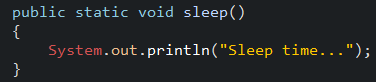 public static void sleep()
{
    System.out.println("Sleep time...");
}